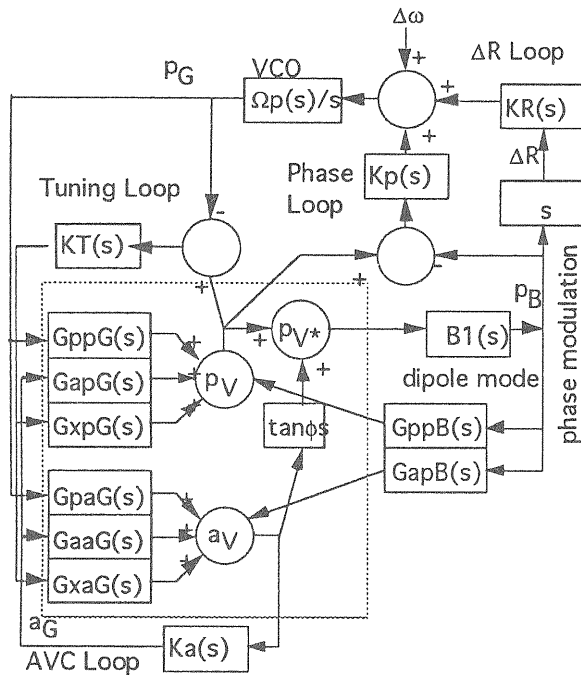 Δω
VCO
ΔR Loop
pG
Ωp(s)/s
+
+
+
KR(s)
ΔR
Tuning Loop
Phase Loop
Kp(s)
s
-
KT(s)
+
+
-
pB
phase modulation
GppG(s)
GapG(s)
GxpG(s)
+
+
+
pV
+
pV*
+
B1(s)
dipole mode
tanϕs
GppB(s)
GapB(s)
GpaG(s)
GaaG(s)
GxaG(s)
+
+
+
aV
aG
Ka(s)
AVC Loop